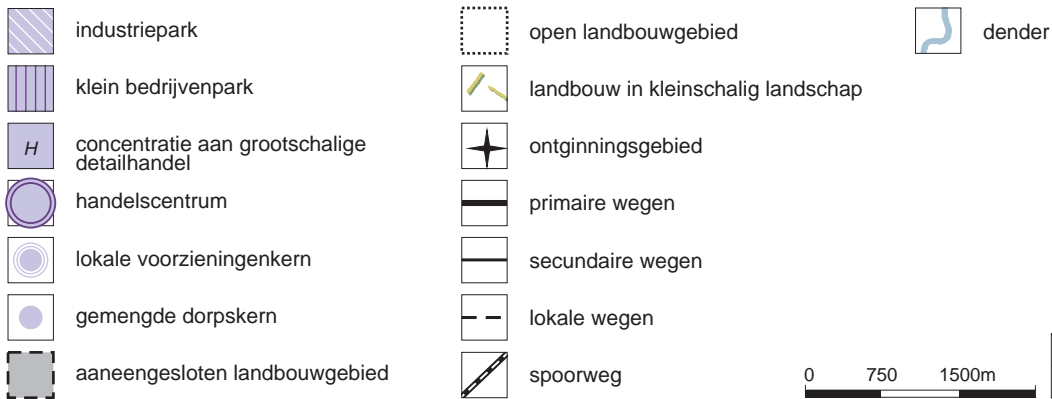 industriepark
klein bedrijvenpark
H
concentratie aan grootschalige
detailhandel
handelscentrum
lokale voorzieningenkern
gemengde dorpskern
aaneengesloten landbouwgebied
open landbouwgebied
landbouw in kleinschalig landschap
ontginningsgebied
primaire wegen
secundaire wegen
lokale wegen
spoorweg
dender
0 750 1500m